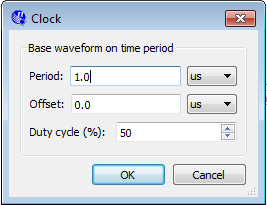 Clock
Base waveform on time period
Period: 1.0 us
Offset: 0.0 us
Duty cycle (%): 50
OK Cancel